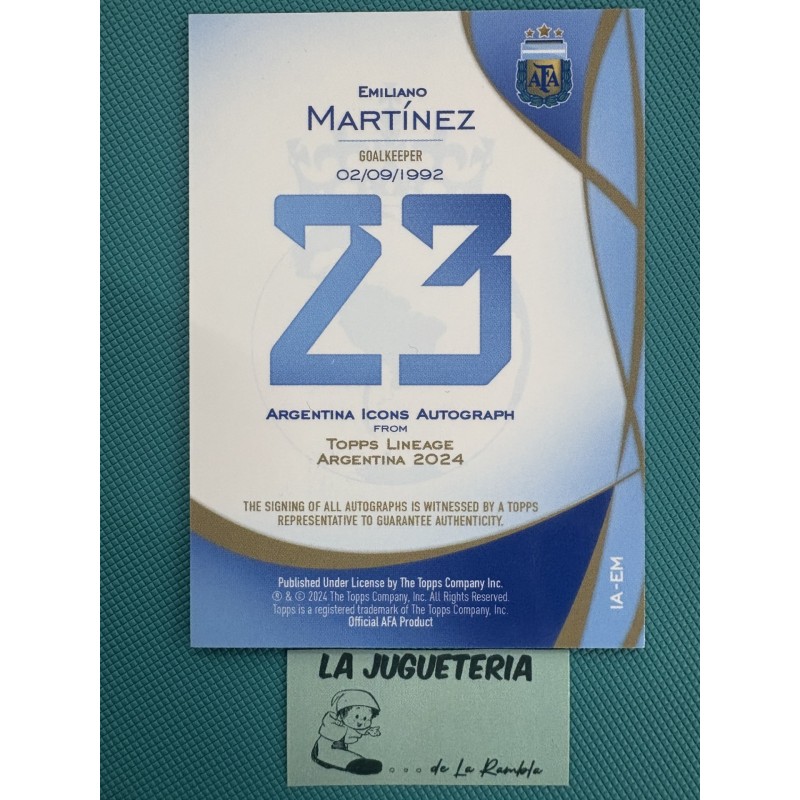 AFA
EMILIANO
MARTÍNEZ
GOALKEEPER
02/09/1992
23
ARGENTINA ICONS AUTOGRAPH
FROM
TOPPS LINEAGE
ARGENTINA 2024
THE SIGNING OF ALL AUTOGRAPHS IS WITNESSED BY A TOPPS
REPRESENTATIVE TO GUARANTEE AUTHENTICITY.
Published Under License by The Topps Company Inc.
® & © 2024 The Topps Company, Inc. All Rights Reserved.
Topps is a registered trademark of The Topps Company, Inc.
Official AFA Product
IA-EM
LA JUGUETERIA
...de La Rambla